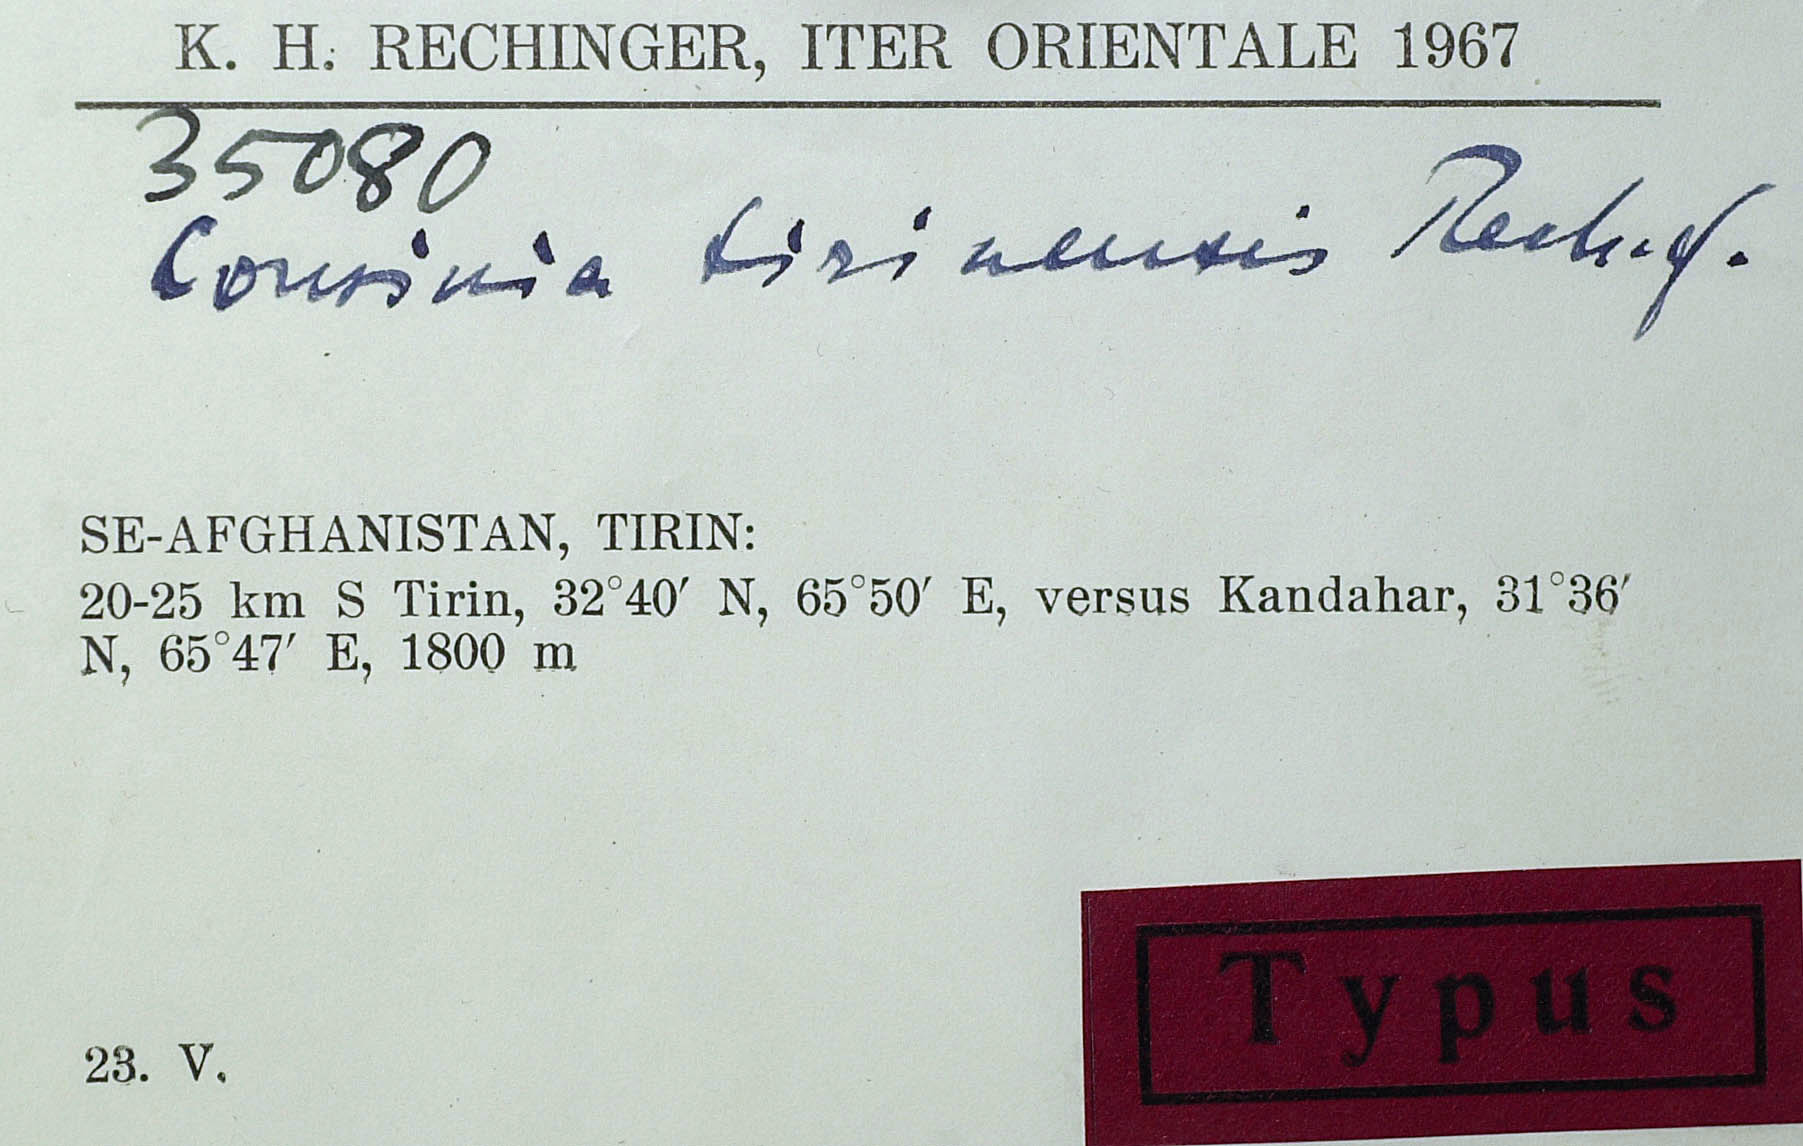 K. H. RECHINGER, ITER ORIENTALE 1967
35080
Cousinia tirinensis Rech. f.
SE-AFGHANISTAN, TIRIN:
20-25 km S Tirin, 32°40′ N, 65°50′ E, versus Kandahar, 31°36′
N, 65°47′ E, 1800 m
Typus
23. V.